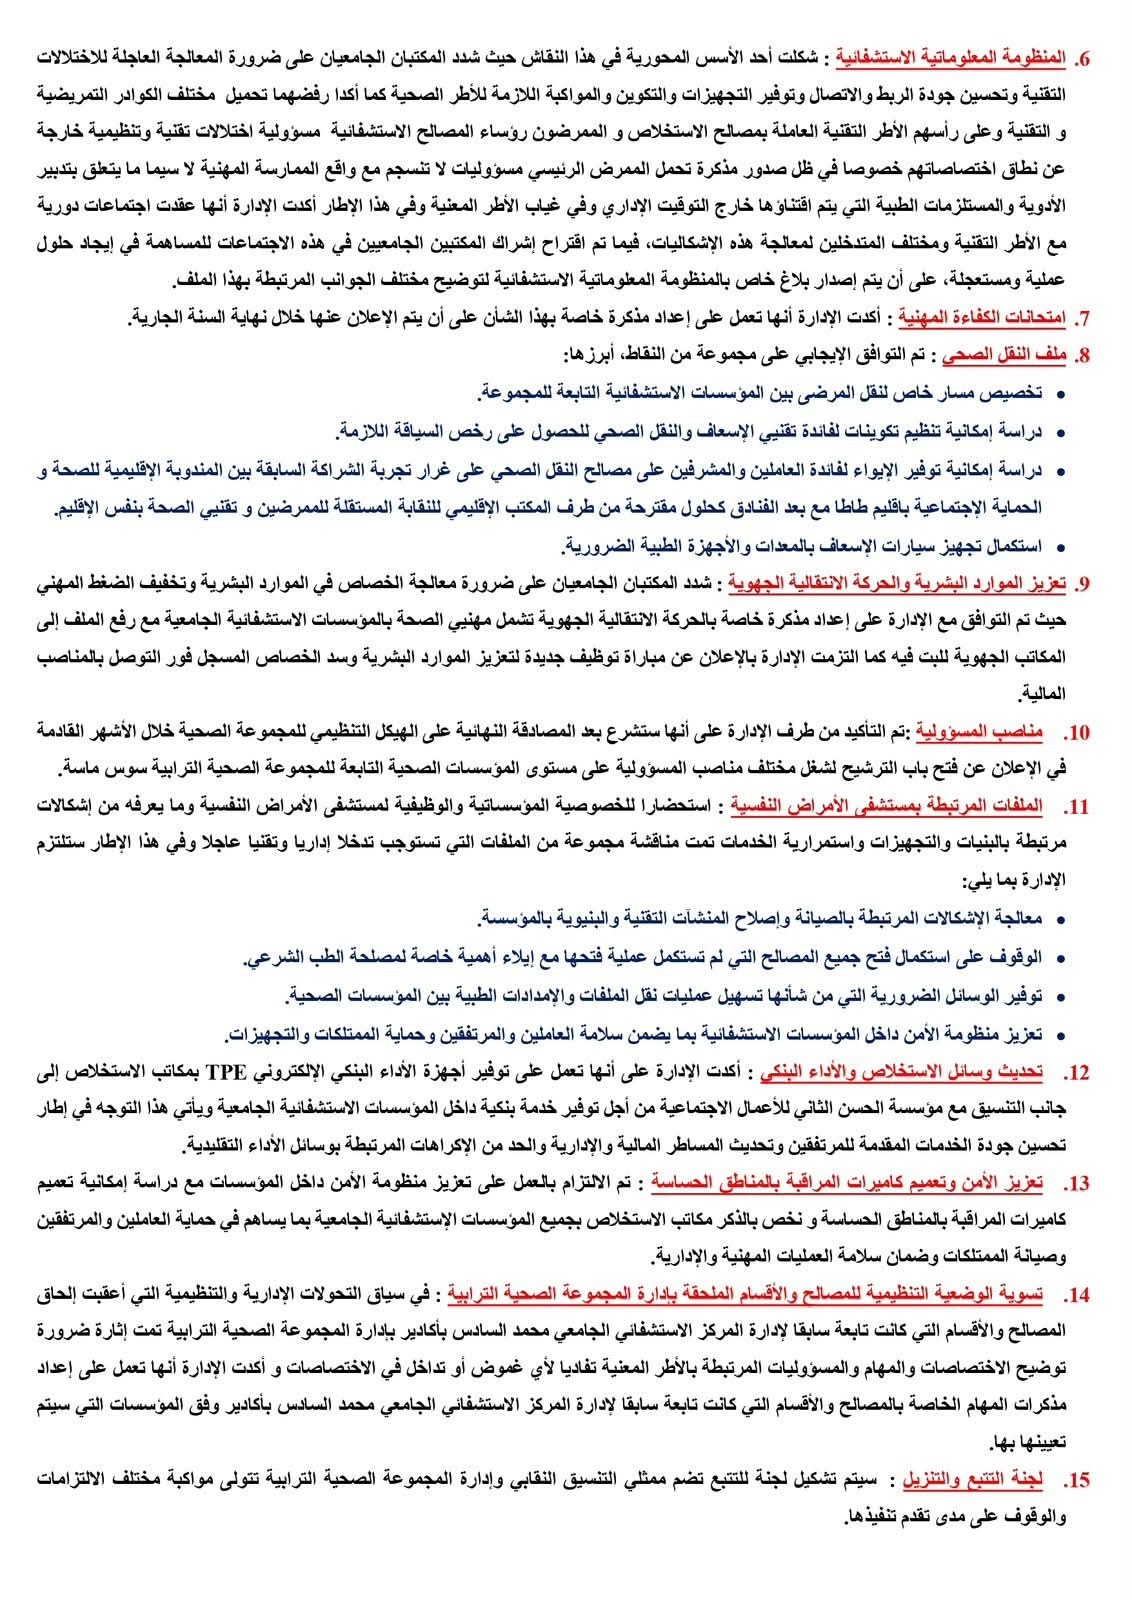 6. المنظومة المعلوماتية الاستشفائية : شكلت أحد الأسس المحورية في هذا النقاش حيث شدد المكتبان الجامعيان على ضرورة المعالجة العاجلة للاختلالات
التقنية وتحسين جودة الربط والاتصال وتوفير التجهيزات والتكوين والمواكبة اللازمة للأطر الصحية كما أكدا رفضهما تحميل مختلف الكوادر التمريضية
و التقنية وعلى رأسهم الأطر التقنية العاملة بمصالح الاستخلاص و الممرضون رؤساء المصالح الاستشفائية مسؤولية اختلالات تقنية وتنظيمية خارجة
عن نطاق اختصاصاتهم خصوصا في ظل صدور مذكرة تحمل الممرض الرئيسي مسؤوليات لا تنسجم مع واقع الممارسة المهنية لا سيما ما يتعلق بتدبير
الأدوية والمستلزمات الطبية التي يتم اقتناؤها خارج التوقيت الإداري وفي غياب الأطر المعنية وفي هذا الإطار أكدت الإدارة أنها عقدت اجتماعات دورية
مع الأطر التقنية ومختلف المتدخلين لمعالجة هذه الإشكاليات، فيما تم اقتراح إشراك المكتبين الجامعيين في هذه الاجتماعات للمساهمة في إيجاد حلول
عملية ومستعجلة، على أن يتم إصدار بلاغ خاص بالمنظومة المعلوماتية الاستشفائية لتوضيح مختلف الجوانب المرتبطة بهذا الملف.
7. امتحانات الكفاءة المهنية : أكدت الإدارة أنها تعمل على إعداد مذكرة خاصة بهذا الشأن على أن يتم الإعلان عنها خلال نهاية السنة الجارية.
8. ملف النقل الصحي : تم التوافق الإيجابي على مجموعة من النقاط، أبرزها:
• تخصيص مسار خاص لنقل المرضى بين المؤسسات الاستشفائية التابعة للمجموعة.
• دراسة إمكانية تنظيم تكوينات لفائدة تقنيي الإسعاف والنقل الصحي للحصول على رخص السياقة اللازمة.
• دراسة إمكانية توفير الإيواء لفائدة العاملين والمشرفين على مصالح النقل الصحي على غرار تجربة الشراكة السابقة بين المندوبة الإقليمية للصحة و
الحماية الإجتماعية باقليم طاطا مع بعد الفنادق كحلول مقترحة من طرف المكتب الإقليمي للنقابة المستقلة للممرضين و تقنيي الصحة بنفس الإقليم.
• استكمال تجهيز سيارات الإسعاف بالمعدات والأجهزة الطبية الضرورية.
9. تعزيز الموارد البشرية والحركة الانتقالية الجهوية : شدد المكتبان الجامعيان على ضرورة معالجة الخصاص في الموارد البشرية وتخفيف الضغط المهني
حيث تم التوافق مع الإدارة على إعداد مذكرة خاصة بالحركة الانتقالية الجهوية تشمل مهنيي الصحة بالمؤسسات الاستشفائية الجامعية مع رفع الملف إلى
المكاتب الجهوية للبت فيه كما التزمت الإدارة بالإعلان عن مباراة توظيف جديدة لتعزيز الموارد البشرية وسد الخصاص المسجل فور التوصل بالمناصب
المالية.
10. مناصب المسؤولية :تم التأكيد من طرف الإدارة على أنها ستشرع بعد المصادقة النهائية على الهيكل التنظيمي للمجموعة الصحية خلال الأشهر القادمة
في الإعلان عن فتح باب الترشيح لشغل مختلف مناصب المسؤولية على مستوى المؤسسات الصحية التابعة للمجموعة الصحية الترابية سوس ماسة.
11. الملفات المرتبطة بمستشفى الأمراض النفسية : استحضارا للخصوصية المؤسساتية والوظيفية لمستشفى الأمراض النفسية وما يعرفه من إشكالات
مرتبطة بالبنيات والتجهيزات واستمرارية الخدمات تمت مناقشة مجموعة من الملفات التي تستوجب تدخلا إداريا وتقنيا عاجلا وفي هذا الإطار ستلتزم
الإدارة بما يلي:
• معالجة الإشكالات المرتبطة بالصيانة وإصلاح المنشآت التقنية والبنيوية بالمؤسسة.
• الوقوف على استكمال فتح جميع المصالح التي لم تستكمل عملية فتحها مع إيلاء أهمية خاصة لمصلحة الطب الشرعي.
• توفير الوسائل الضرورية التي من شأنها تسهيل عمليات نقل الملفات والإمدادات الطبية بين المؤسسات الصحية.
• تعزيز منظومة الأمن داخل المؤسسات الاستشفائية بما يضمن سلامة العاملين والمرتفقين وحماية الممتلكات والتجهيزات.
12. تحديث وسائل الاستخلاص والأداء البنكي : أكدت الإدارة على أنها تعمل على توفير أجهزة الأداء البنكي الإلكتروني TPE بمكاتب الاستخلاص إلى
جانب التنسيق مع مؤسسة الحسن الثاني للأعمال الاجتماعية من أجل توفير خدمة بنكية داخل المؤسسات الاستشفائية الجامعية ويأتي هذا التوجه في إطار
تحسين جودة الخدمات المقدمة للمرتفقين وتحديث المساطر المالية والإدارية والحد من الإكراهات المرتبطة بوسائل الأداء التقليدية.
13. تعزيز الأمن وتعميم كاميرات المراقبة بالمناطق الحساسة : تم الالتزام بالعمل على تعزيز منظومة الأمن داخل المؤسسات مع دراسة إمكانية تعميم
كاميرات المراقبة بالمناطق الحساسة و نخص بالذكر مكاتب الاستخلاص بجميع المؤسسات الإستشفائية الجامعية بما يساهم في حماية العاملين والمرتفقين
وصيانة الممتلكات وضمان سلامة العمليات المهنية والإدارية.
14. تسوية الوضعية التنظيمية للمصالح والأقسام الملحقة بإدارة المجموعة الصحية الترابية : في سياق التحولات الإدارية والتنظيمية التي أعقبت إلحاق
المصالح والأقسام التي كانت تابعة سابقا لإدارة المركز الاستشفائي الجامعي محمد السادس بأكادير بإدارة المجموعة الصحية الترابية تمت إثارة ضرورة
توضيح الاختصاصات والمهام والمسؤوليات المرتبطة بالأطر المعنية تفاديا لأي غموض أو تداخل في الاختصاصات و أكدت الإدارة أنها تعمل على إعداد
مذكرات المهام الخاصة بالمصالح والأقسام التي كانت تابعة سابقا لإدارة المركز الاستشفائي الجامعي محمد السادس بأكادير وفق المؤسسات التي سيتم
تعيينها بها.
15. لجنة التتبع والتنزيل : سيتم تشكيل لجنة للتتبع تضم ممثلي التنسيق النقابي وإدارة المجموعة الصحية الترابية تتولى مواكبة مختلف الالتزامات
والوقوف على مدى تقدم تنفيذها.